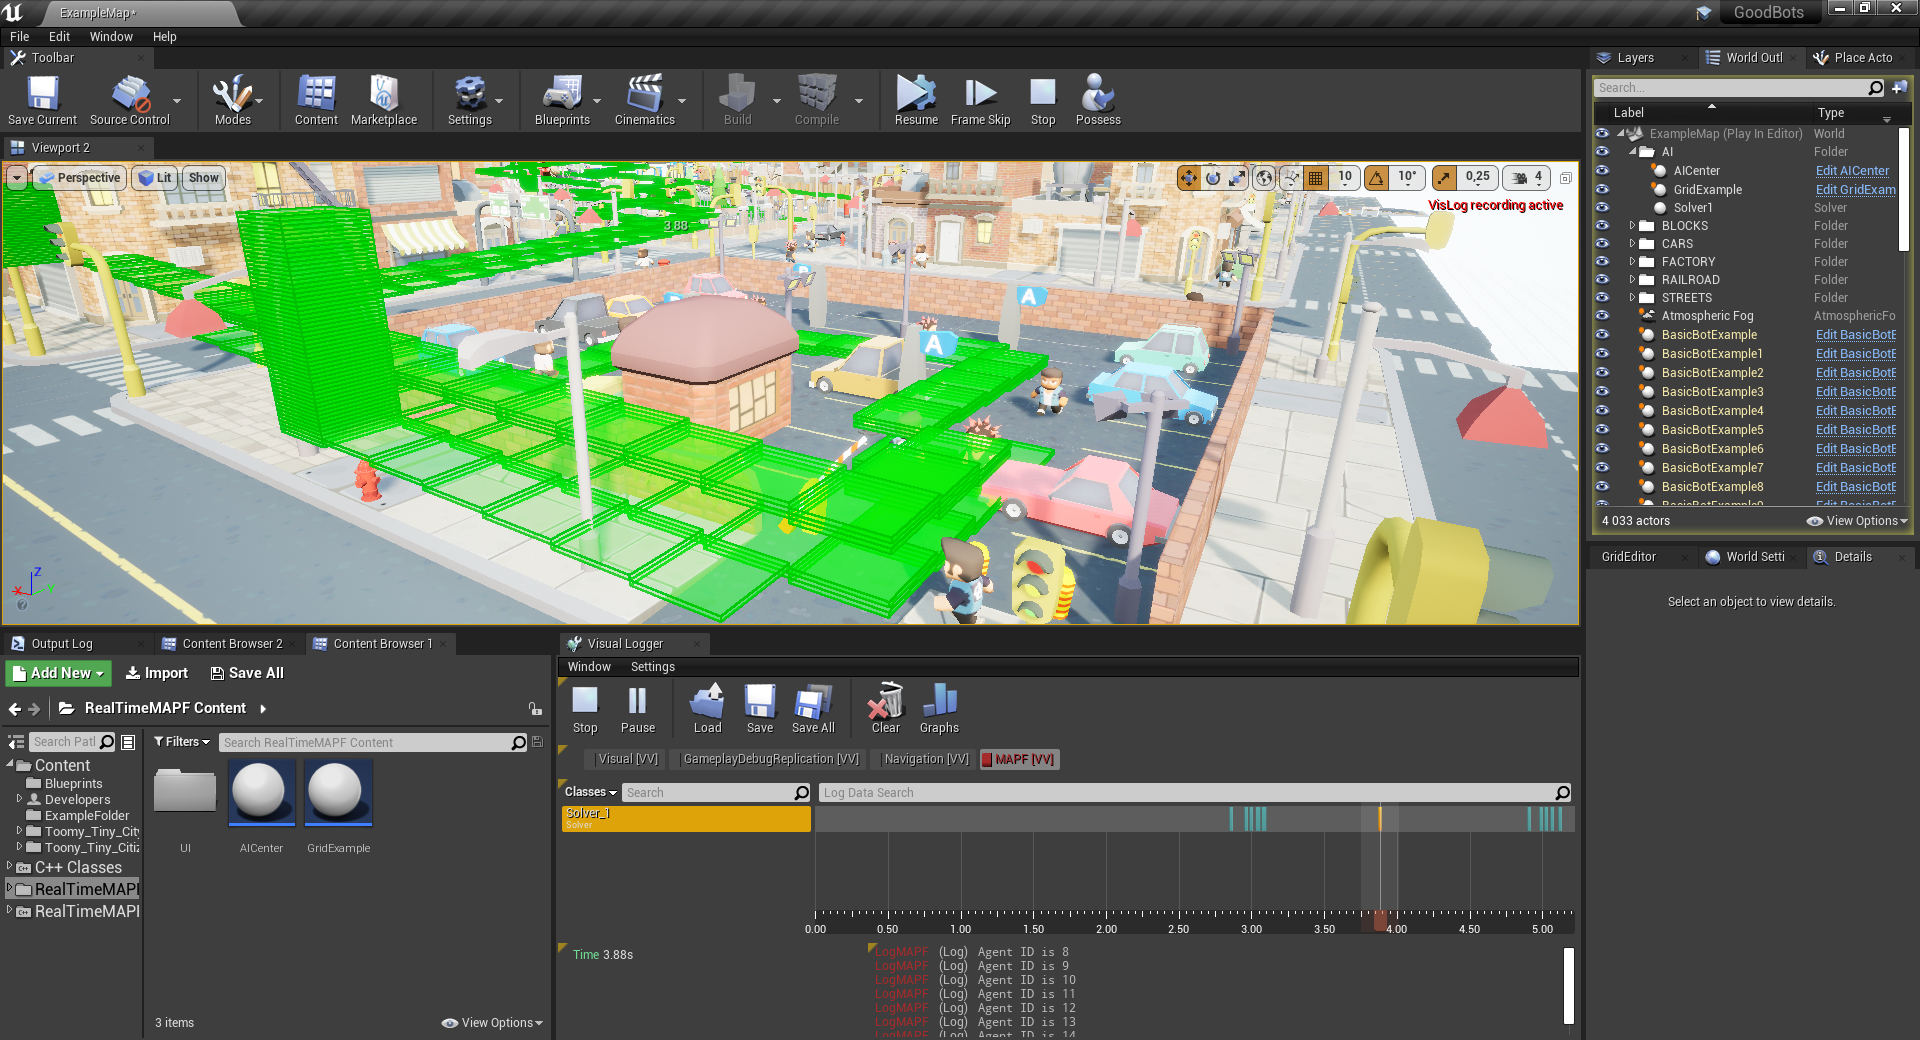 ExampleMap*
GoodBots
File Edit Window Help
Toolbar
Save Current
Source Control
Modes
Content
Marketplace
Settings
Blueprints
Cinematics
Build
Compile
Resume
Frame Skip
Stop
Possess
Viewport 2
Perspective
Lit
Show
10
10°
0,25
4
VisLog recording active
3.88
A
A
Z
X
Y
Layers
World Outl
Place Acto
Search...
Label Type
ExampleMap (Play In Editor) World
AI Folder
AICenter Edit AICenter
GridExample Edit GridExam
Solver1 Solver
BLOCKS Folder
CARS Folder
FACTORY Folder
RAILROAD Folder
STREETS Folder
Atmospheric Fog AtmosphericFo
BasicBotExample Edit BasicBotE
BasicBotExample1 Edit BasicBotE
BasicBotExample2 Edit BasicBotE
BasicBotExample3 Edit BasicBotE
BasicBotExample4 Edit BasicBotE
BasicBotExample5 Edit BasicBotE
BasicBotExample6 Edit BasicBotE
BasicBotExample7 Edit BasicBotE
BasicBotExample8 Edit BasicBotE
4 033 actors
View Options
GridEditor
World Setti
Details
Select an object to view details.
Output Log
Content Browser 2
Content Browser 1
Add New
Import
Save All
RealTimeMAPF Content
Search Patl
Filters
Search RealTimeMAPF Content
Content
Blueprints
Developers
ExampleFolder
Toomy_Tiny_City
Toony_Tiny_Citiz
C++ Classes
RealTimeMAPF
RealTimeMAPI
UI
AICenter
GridExample
3 items
View Options
Visual Logger
Window Settings
Stop
Pause
Load
Save
Save All
Clear
Graphs
Visual [VV]
GameplayDebugReplication [VV]
Navigation [VV]
MAPF [VV]
Classes
Search
Log Data Search
Solver_1
Solver
0.00 0.50 1.00 1.50 2.00 2.50 3.00 3.50 4.00 4.50 5.00
Time 3.88s
LogMAPF (Log) Agent ID is 8
LogMAPF (Log) Agent ID is 9
LogMAPF (Log) Agent ID is 10
LogMAPF (Log) Agent ID is 11
LogMAPF (Log) Agent ID is 12
LogMAPF (Log) Agent ID is 13
LogMAPF (Log) Agent ID is 14